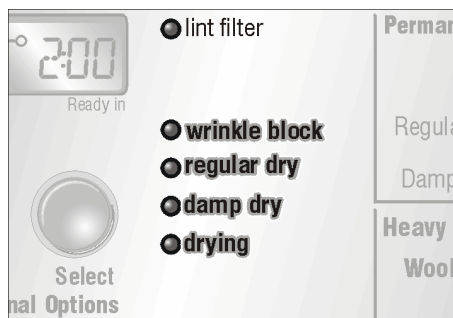 lint filter
Perman
2:00
Ready in
wrinkle block
Regula
regular dry
Damp
damp dry
Heavy
drying
Wool
Select
nal Options